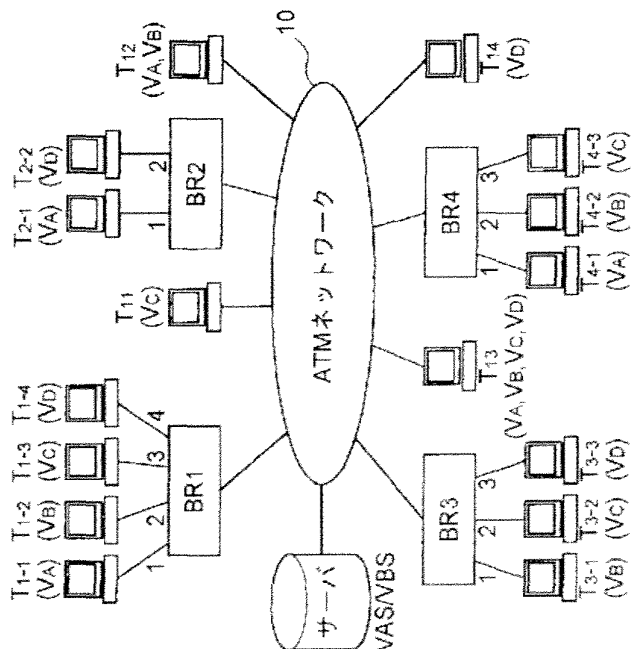 T1-1
(VA)
T1-2
(VB)
T1-3
(VC)
T1-4
(VD)
1
2
3
4
BR1
T11
(VC)
T2-1
(VA)
T2-2
(VD)
1
2
BR2
T12
(VA,VB)
10
サーバ
VAS/VBS
ATMネットワーク
BR3
1
2
3
T3-1
(VB)
T3-2
(VC)
T3-3
(VD)
T13
(VA,VB,VC,VD)
BR4
1
2
3
T4-1
(VA)
T4-2
(VB)
T4-3
(VC)
T14
(VD)